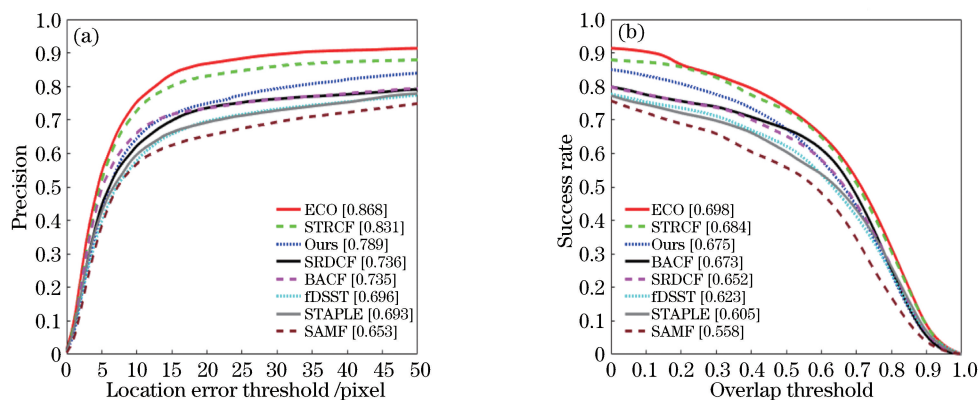 (a)
1.0
0.9
0.8
0.7
0.6
0.5
0.4
0.3
0.2
0.1
0
Precision
ECO [0.868]
STRCF [0.831]
Ours [0.789]
SRDCF [0.736]
BACF [0.735]
fDSST [0.696]
STAPLE [0.693]
SAMF [0.653]
0 5 10 15 20 25 30 35 40 45 50
Location error threshold /pixel
(b)
1.0
0.9
0.8
0.7
0.6
0.5
0.4
0.3
0.2
0.1
0
Success rate
ECO [0.698]
STRCF [0.684]
Ours [0.675]
BACF [0.673]
SRDCF [0.652]
fDSST [0.623]
STAPLE [0.605]
SAMF [0.558]
0 0.1 0.2 0.3 0.4 0.5 0.6 0.7 0.8 0.9 1.0
Overlap threshold